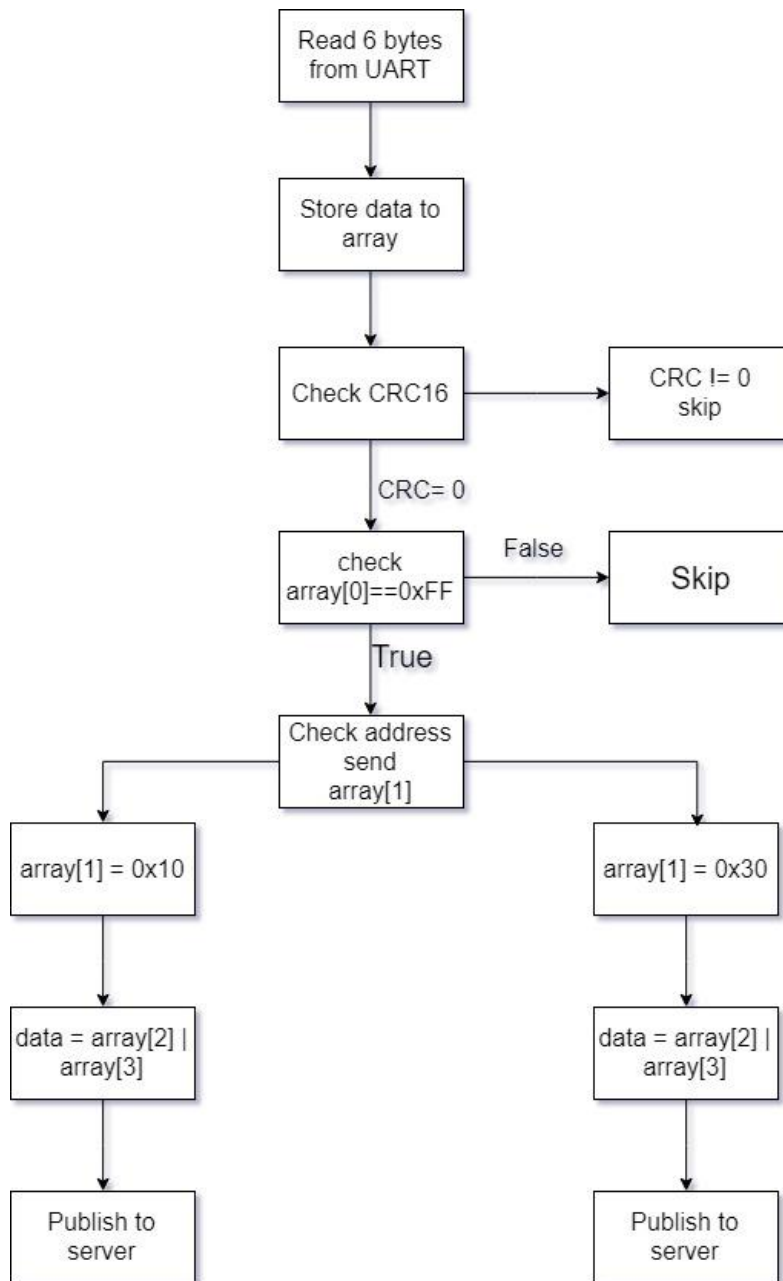 Read 6 bytes
from UART
Store data to
array
Check CRC16
CRC != 0
skip
CRC= 0
check
array[0]==0xFF
False
Skip
True
Check address
send
array[1]
array[1] = 0x10
array[1] = 0x30
data = array[2] |
array[3]
data = array[2] |
array[3]
Publish to
server
Publish to
server